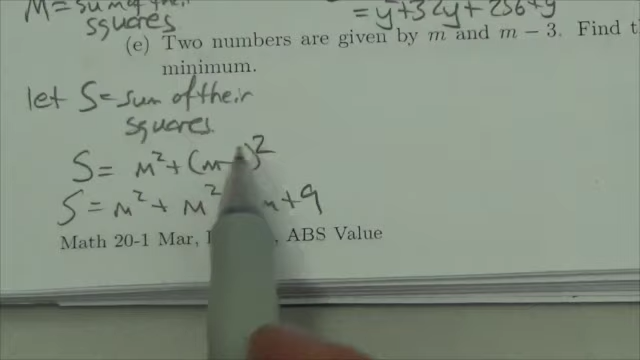 M = sum of their
squares
= y² + 32y + 256 + y
(e) Two numbers are given by m and m − 3. Find
minimum.
let S = sum of their
squares
S = m² + (m )²
S = m² + m² + 9
Math 20-1 Mar, ABS Value